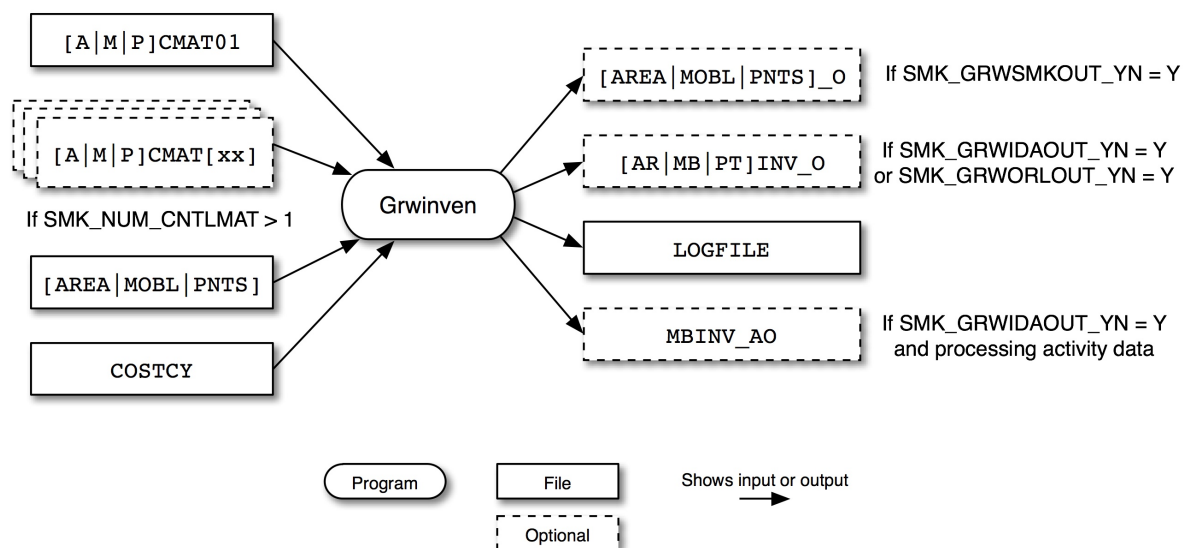 [A|M|P]CMAT01
[A|M|P]CMAT[xx]
If SMK_NUM_CNTLMAT > 1
[AREA|MOBL|PNTS]
COSTCY
Grwinven
[AREA|MOBL|PNTS]_O
If SMK_GRWSMKOUT_YN = Y
[AR|MB|PT]INV_O
If SMK_GRWIDAOUT_YN = Y
or SMK_GRWORLOUT_YN = Y
LOGFILE
MBINV_AO
If SMK_GRWIDAOUT_YN = Y
and processing activity data
Program
File
Shows input or output
Optional